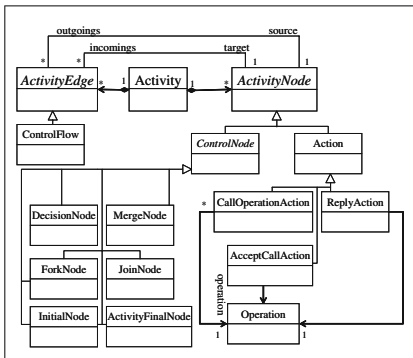 outgoings source
* 1
incomings target
* 1
ActivityEdge * 1 Activity 1 * ActivityNode
ControlFlow
ControlNode Action
* CallOperationAction ReplyAction
DecisionNode MergeNode
AcceptCallAction
ForkNode JoinNode
operation
InitialNode ActivityFinalNode Operation
1 1